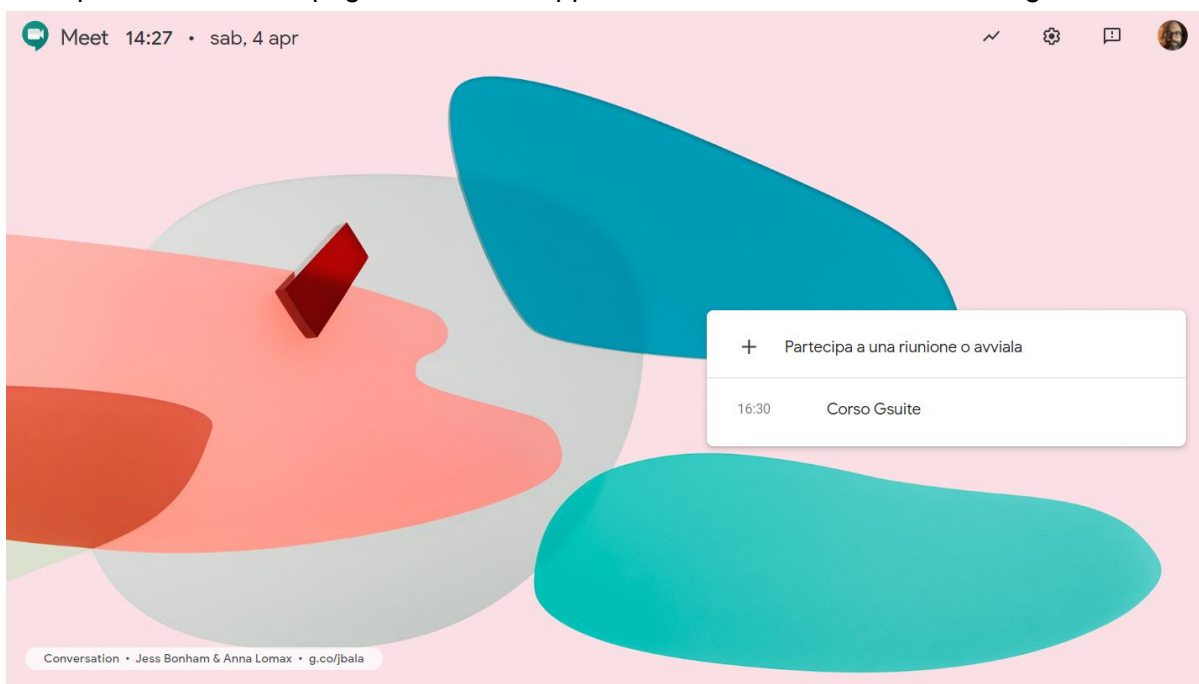 Meet 14:27 • sab, 4 apr
+ Partecipa a una riunione o avviala
16:30 Corso Gsuite
Conversation • Jess Bonham & Anna Lomax • g.co/jbala